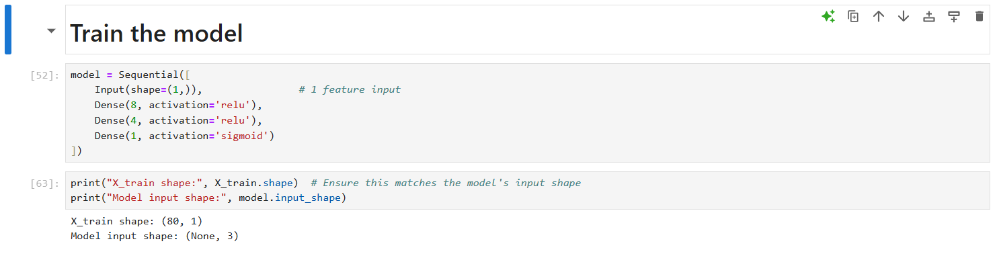 Train the model
[52]:
model = Sequential([
    Input(shape=(1,)),                # 1 feature input
    Dense(8, activation='relu'),
    Dense(4, activation='relu'),
    Dense(1, activation='sigmoid')
])
[63]:
print("X_train shape:", X_train.shape)  # Ensure this matches the model's input shape
print("Model input shape:", model.input_shape)
X_train shape: (80, 1)
Model input shape: (None, 3)